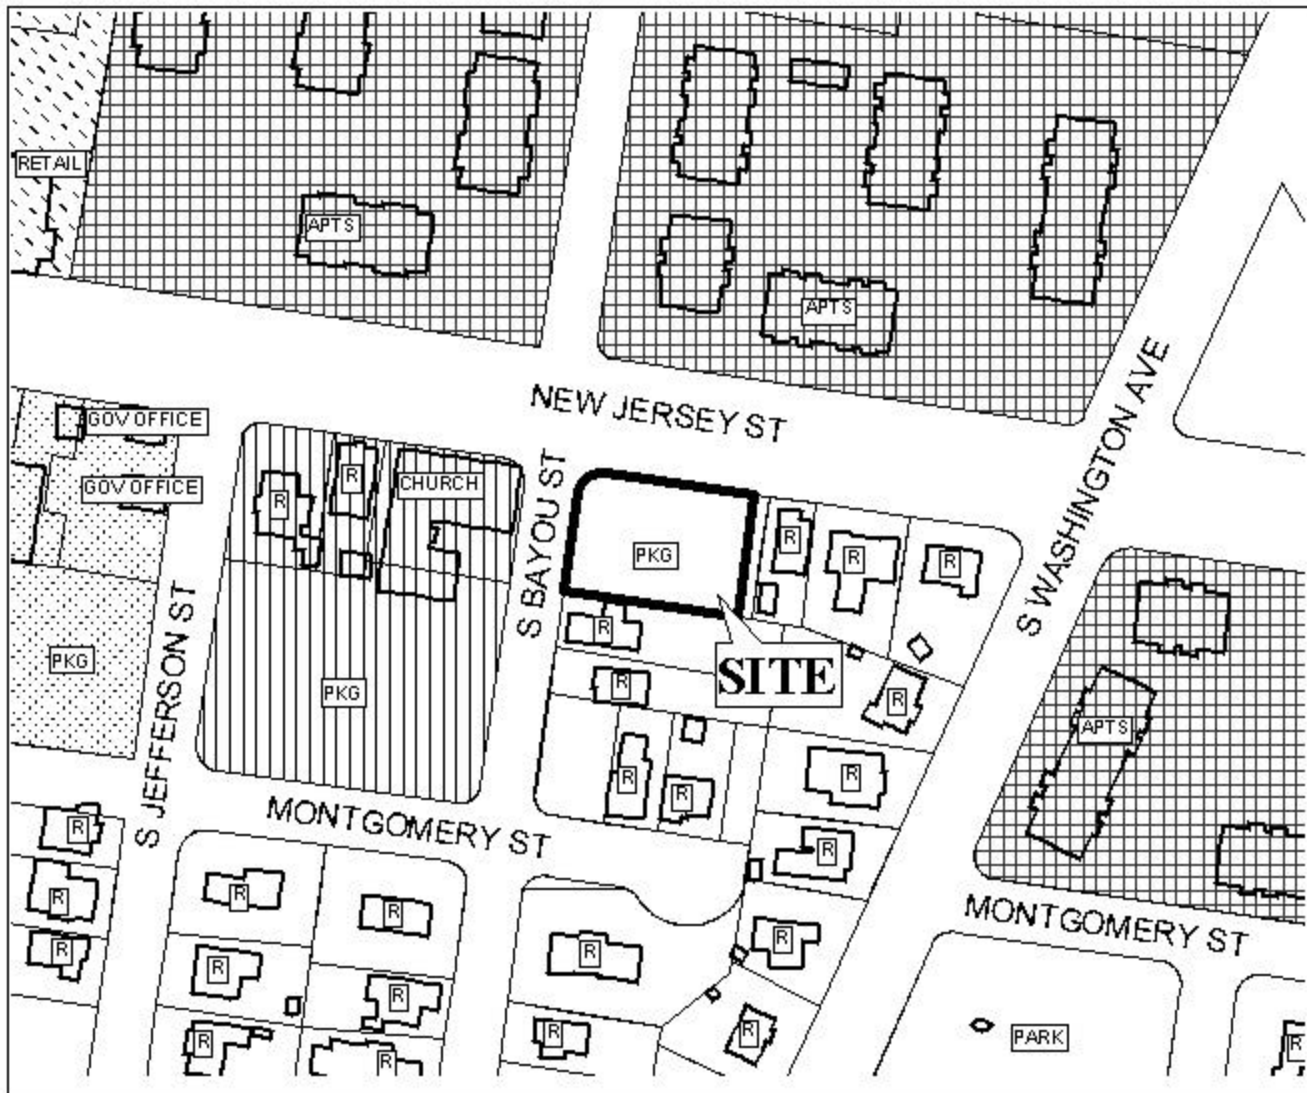 RETAIL
APTS
APTS
NEW JERSEY ST
S WASHINGTON AVE
GOV OFFICE
GOV OFFICE
R
R
CHURCH
S BAYOU ST
PKG
R
R
R
SITE
R
R
R
PKG
PKG
S JEFFERSON ST
APTS
R
R
R
R
R
MONTGOMERY ST
R
R
R
R
R
R
R
R
R
R
R
R
R
R
MONTGOMERY ST
PARK
R